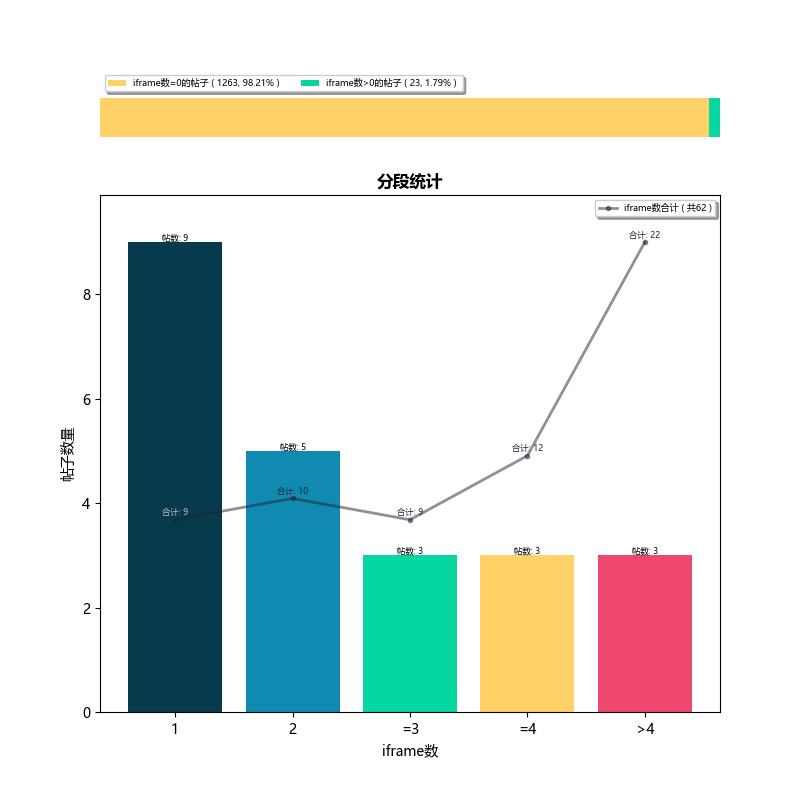 iframe数=0的帖子 ( 1263, 98.21% ) iframe数>0的帖子 ( 23, 1.79% )
分段统计
iframe数合计 ( 共62 )
帖数: 9
合计: 22
8
6
帖子数量
帖数: 5
合计: 12
合计: 10
4
合计: 9
合计: 9
帖数: 3
帖数: 3
帖数: 3
2
0
1 2 =3 =4 >4
iframe数